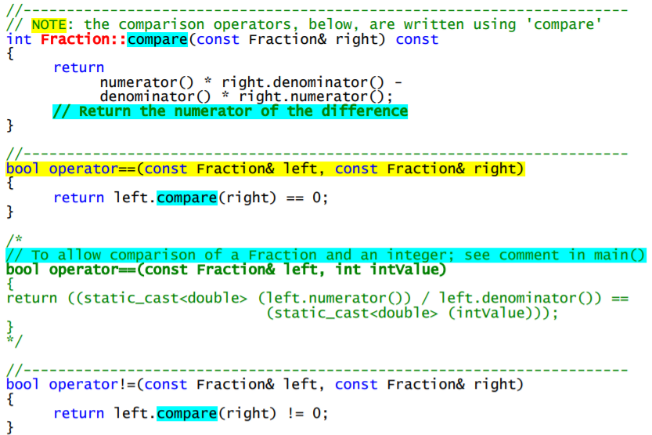 //----------------------------------------------------------------------
// NOTE: the comparison operators, below, are written using 'compare'
int Fraction::compare(const Fraction& right) const
{
return
numerator() * right.denominator() -
denominator() * right.numerator();
// Return the numerator of the difference
}
//----------------------------------------------------------------------
bool operator==(const Fraction& left, const Fraction& right)
{
return left.compare(right) == 0;
}
/*
// To allow comparison of a Fraction and an integer; see comment in main()
bool operator==(const Fraction& left, int intValue)
{
return ((static_cast<double> (left.numerator()) / left.denominator()) ==
(static_cast<double> (intValue)));
}
*/
//----------------------------------------------------------------------
bool operator!=(const Fraction& left, const Fraction& right)
{
return left.compare(right) != 0;
}